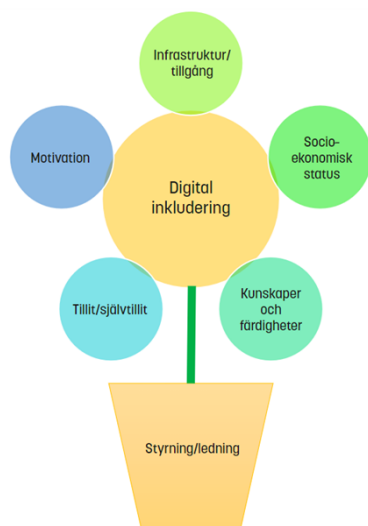 Infrastruktur/
tillgång
Motivation
Socio-
ekonomisk
status
Digital
inkludering
Tillit/självtillit
Kunskaper
och
färdigheter
Styrning/ledning